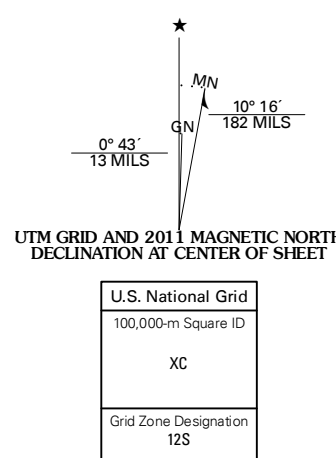 ★
MN
GN
10° 16´
182 MILS
0° 43´
13 MILS
UTM GRID AND 2011 MAGNETIC NORTH
DECLINATION AT CENTER OF SHEET
U.S. National Grid
100,000-m Square ID
XC
Grid Zone Designation
12S